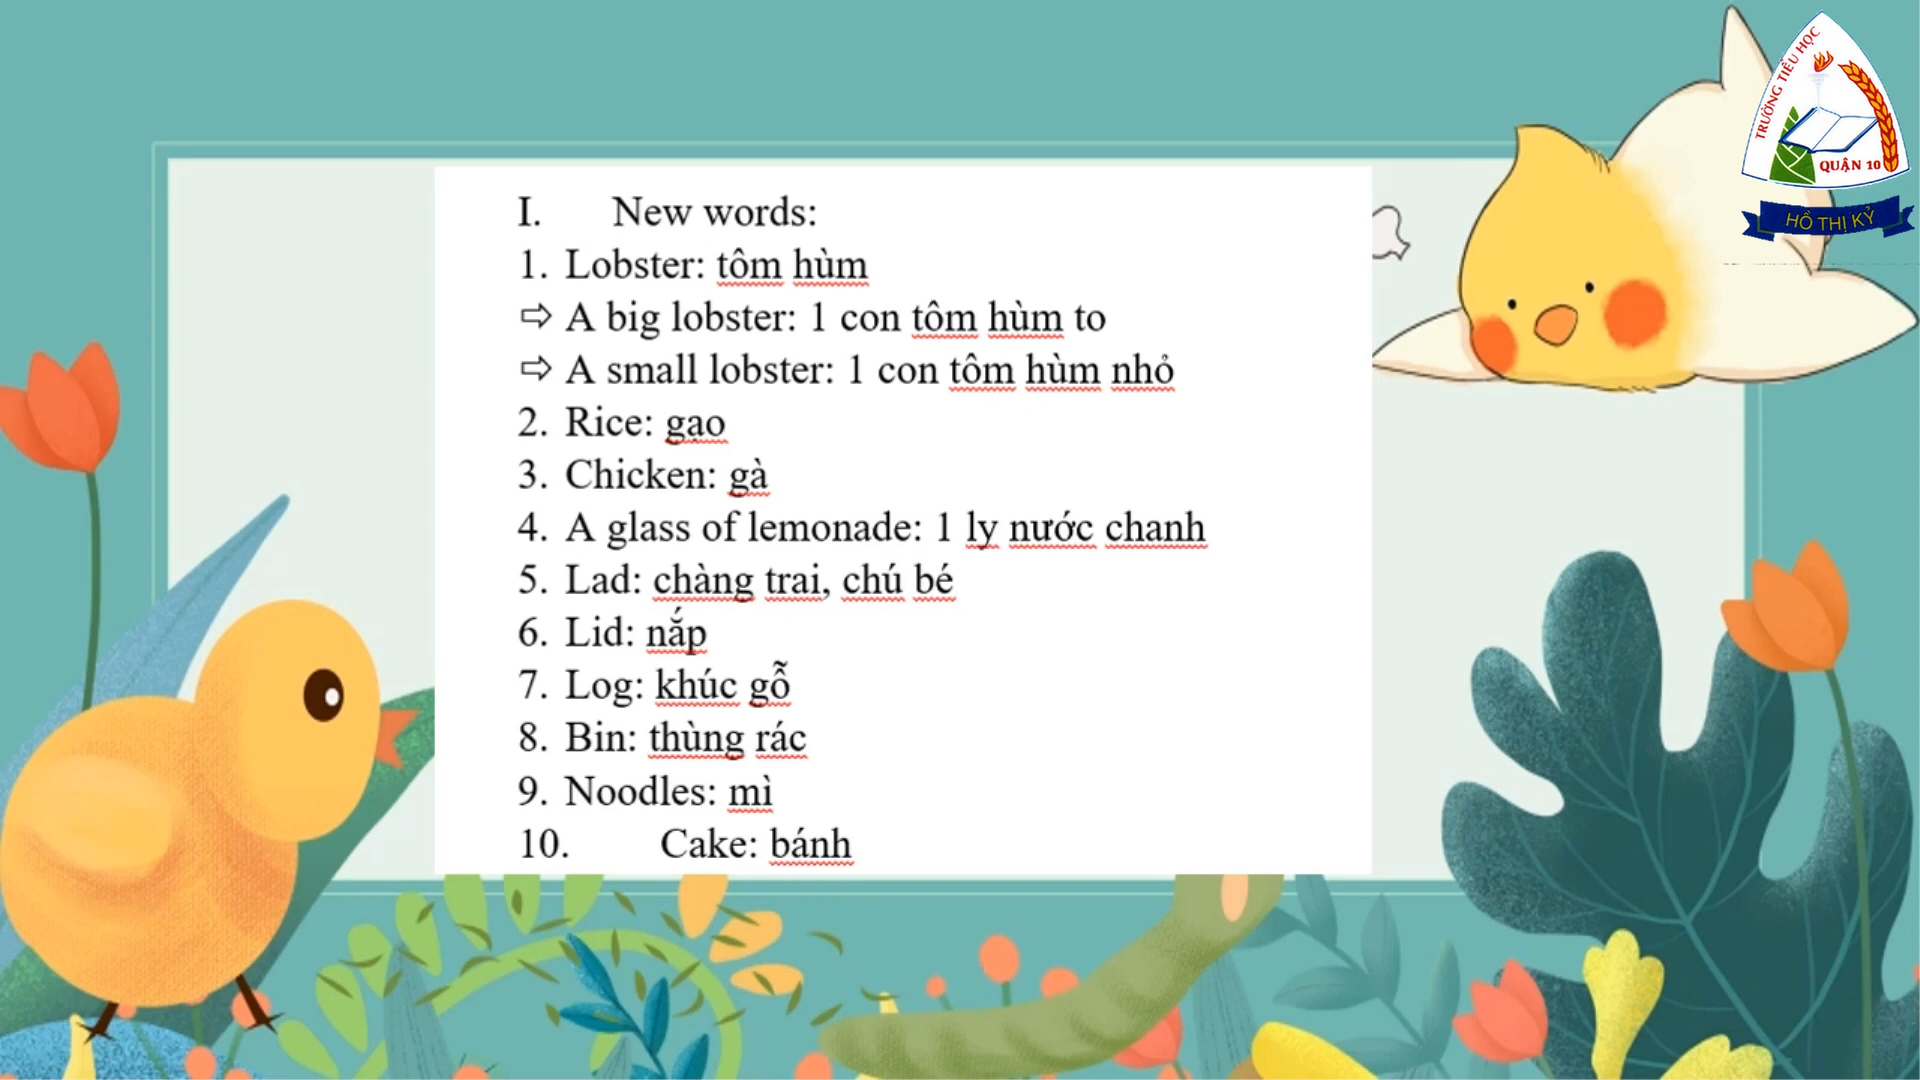 TRƯỜNG TIỂU HỌC
QUẬN 10
HỒ THỊ KỶ
I. New words:
1. Lobster: tôm hùm
⇨ A big lobster: 1 con tôm hùm to
⇨ A small lobster: 1 con tôm hùm nhỏ
2. Rice: gạo
3. Chicken: gà
4. A glass of lemonade: 1 ly nước chanh
5. Lad: chàng trai, chú bé
6. Lid: nắp
7. Log: khúc gỗ
8. Bin: thùng rác
9. Noodles: mì
10. Cake: bánh